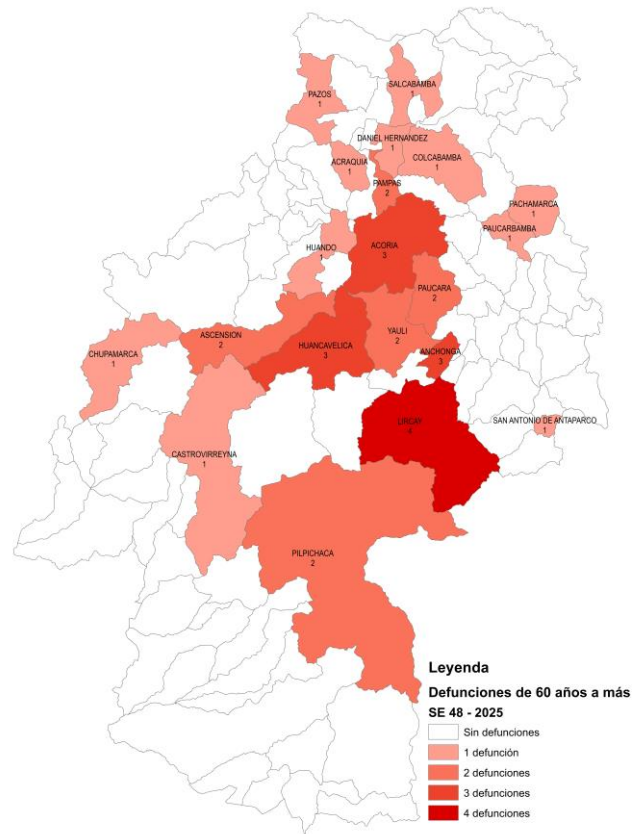 PAZOS
1
SALCABAMBA
1
DANIEL HERNANDEZ
1
ACRAQUIA
1
COLCABAMBA
1
PAMPAS
2
PACHAMARCA
1
PAUCARBAMBA
1
HUANDO
1
ACORIA
3
PAUCARA
2
ASCENSION
2
HUANCAVELICA
3
YAULI
2
ANCHONGA
3
CHUPAMARCA
1
LIRCAY
4
SAN ANTONIO DE ANTAPARCO
1
CASTROVIRREYNA
1
PILPICHACA
2
Leyenda
Defunciones de 60 años a más
SE 48 - 2025
Sin defunciones
1 defunción
2 defunciones
3 defunciones
4 defunciones